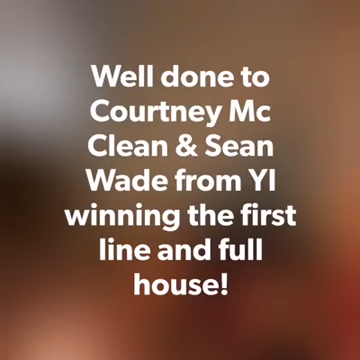 Well done to
Courtney Mc
Clean & Sean
Wade from YI
winning the first
line and full
house!